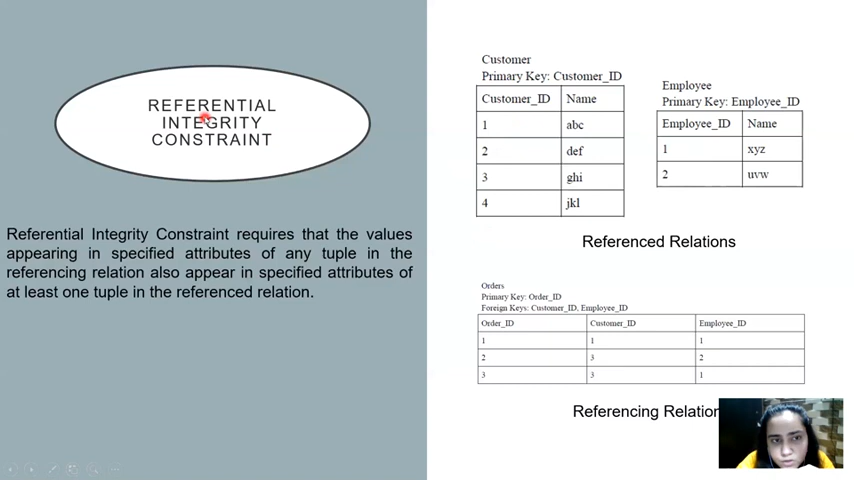 REFERENTIAL
INTEGRITY
CONSTRAINT
Referential Integrity Constraint requires that the values
appearing in specified attributes of any tuple in the
referencing relation also appear in specified attributes of
at least one tuple in the referenced relation.
Customer
Primary Key: Customer_ID
Customer_ID Name
1 abc
2 def
3 ghi
4 jkl
Employee
Primary Key: Employee_ID
Employee_ID Name
1 xyz
2 uvw
Referenced Relations
Orders
Primary Key: Order_ID
Foreign Keys: Customer_ID, Employee_ID
Order_ID Customer_ID Employee_ID
1 1 1
2 3 2
3 3 1
Referencing Relation